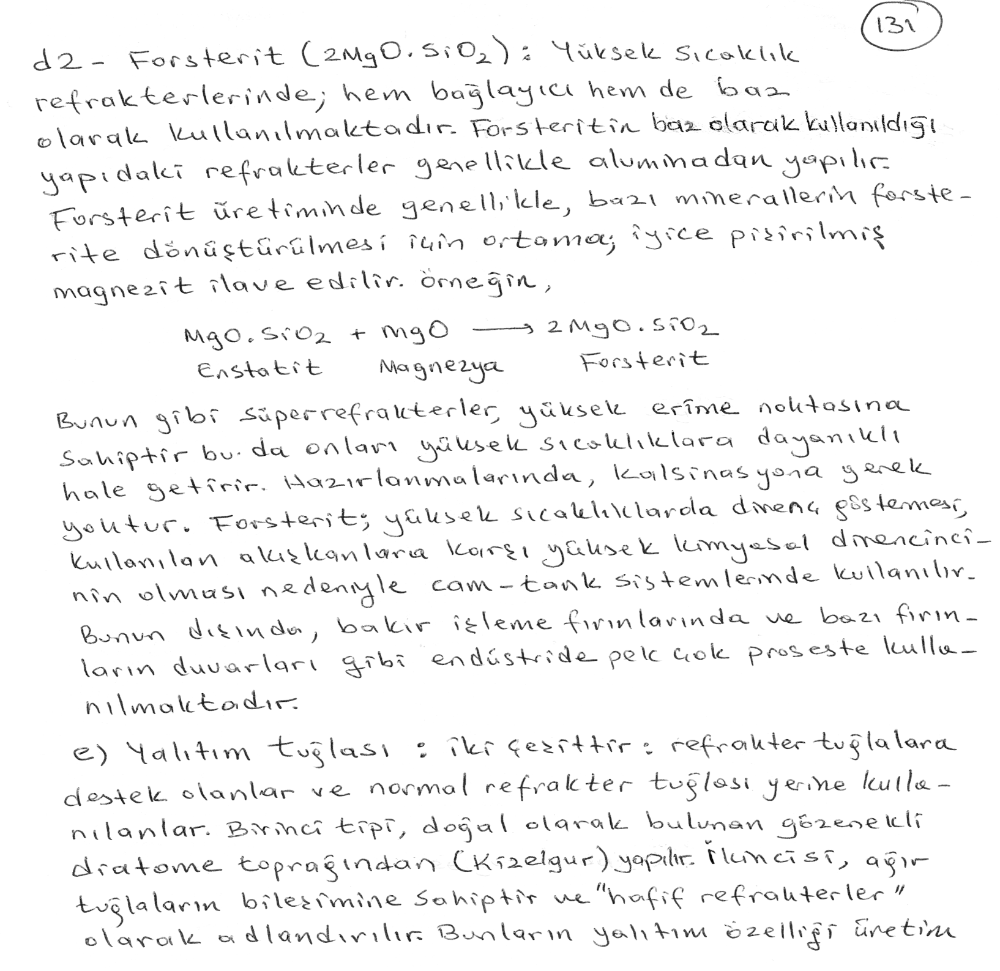 131
d2- Forsterit (2MgO.SiO₂): Yüksek Sıcaklık
refrakterlerinde; hem bağlayıcı hem de baz
olarak kullanılmaktadır. Forsteritin baz olarak kullanıldığı
yapıdaki refrakterler genellikle aluminadan yapılır.
Forsterit üretiminde genellikle, bazı minerallerin forste-
rite dönüştürülmesi için ortama; iyice pişirilmiş
magnezit ilave edilir. örneğin,
MgO.SiO₂ + MgO → 2MgO.SiO₂
Enstatit Magnezya Forsterit
Bunun gibi süperrefrakterler, yüksek erime noktasına
Sahiptir bu da onları yüksek sıcaklıklara dayanıklı
hale getirir. Hazırlanmalarında, kalsinasyona gerek
yoktur. Forsterit; yüksek sıcaklıklarda direnç göstermesi,
kullanılan akışkanlara karşı yüksek kimyasal direncinci-
nin olması nedeniyle cam-tank sistemlerinde kullanılır.
Bunun dışında, bakır işleme fırınlarında ve bazı fırın-
ların duvarları gibi endüstride pek çok proseste kulla-
nılmaktadır.
e) Yalıtım tuğlası : iki çeşittir: refrakter tuğlalara
destek olanlar ve normal refrakter tuğlası yerine kulla-
nılanlar. Birinci tipi, doğal olarak bulunan gözenekli
diatome toprağından (Kizelgur) yapılır. İkincisi, ağır
tuğlaların bileşimine Sahiptir ve "hafif refrakterler"
olarak adlandırılır. Bunların yalıtım özelliği üretim